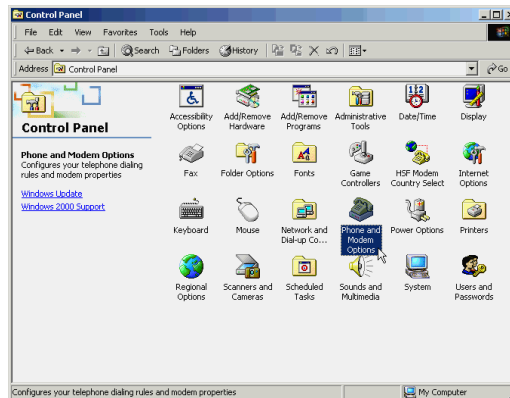 Control Panel
File Edit View Favorites Tools Help
Back Search Folders History
Address Control Panel Go
Control Panel
Phone and Modem Options
Configures your telephone dialing
rules and modem properties
Windows Update
Windows 2000 Support
Accessibility
Options
Add/Remove
Hardware
Add/Remove
Programs
Administrative
Tools
Date/Time
Display
Fax
Folder Options
Fonts
Game
Controllers
HSF Modem
Country Select
Internet
Options
Keyboard
Mouse
Network and
Dial-up Co...
Phone and
Modem
Options
Power Options
Printers
Regional
Options
Scanners and
Cameras
Scheduled
Tasks
Sounds and
Multimedia
System
Users and
Passwords
Configures your telephone dialing rules and modem properties
My Computer